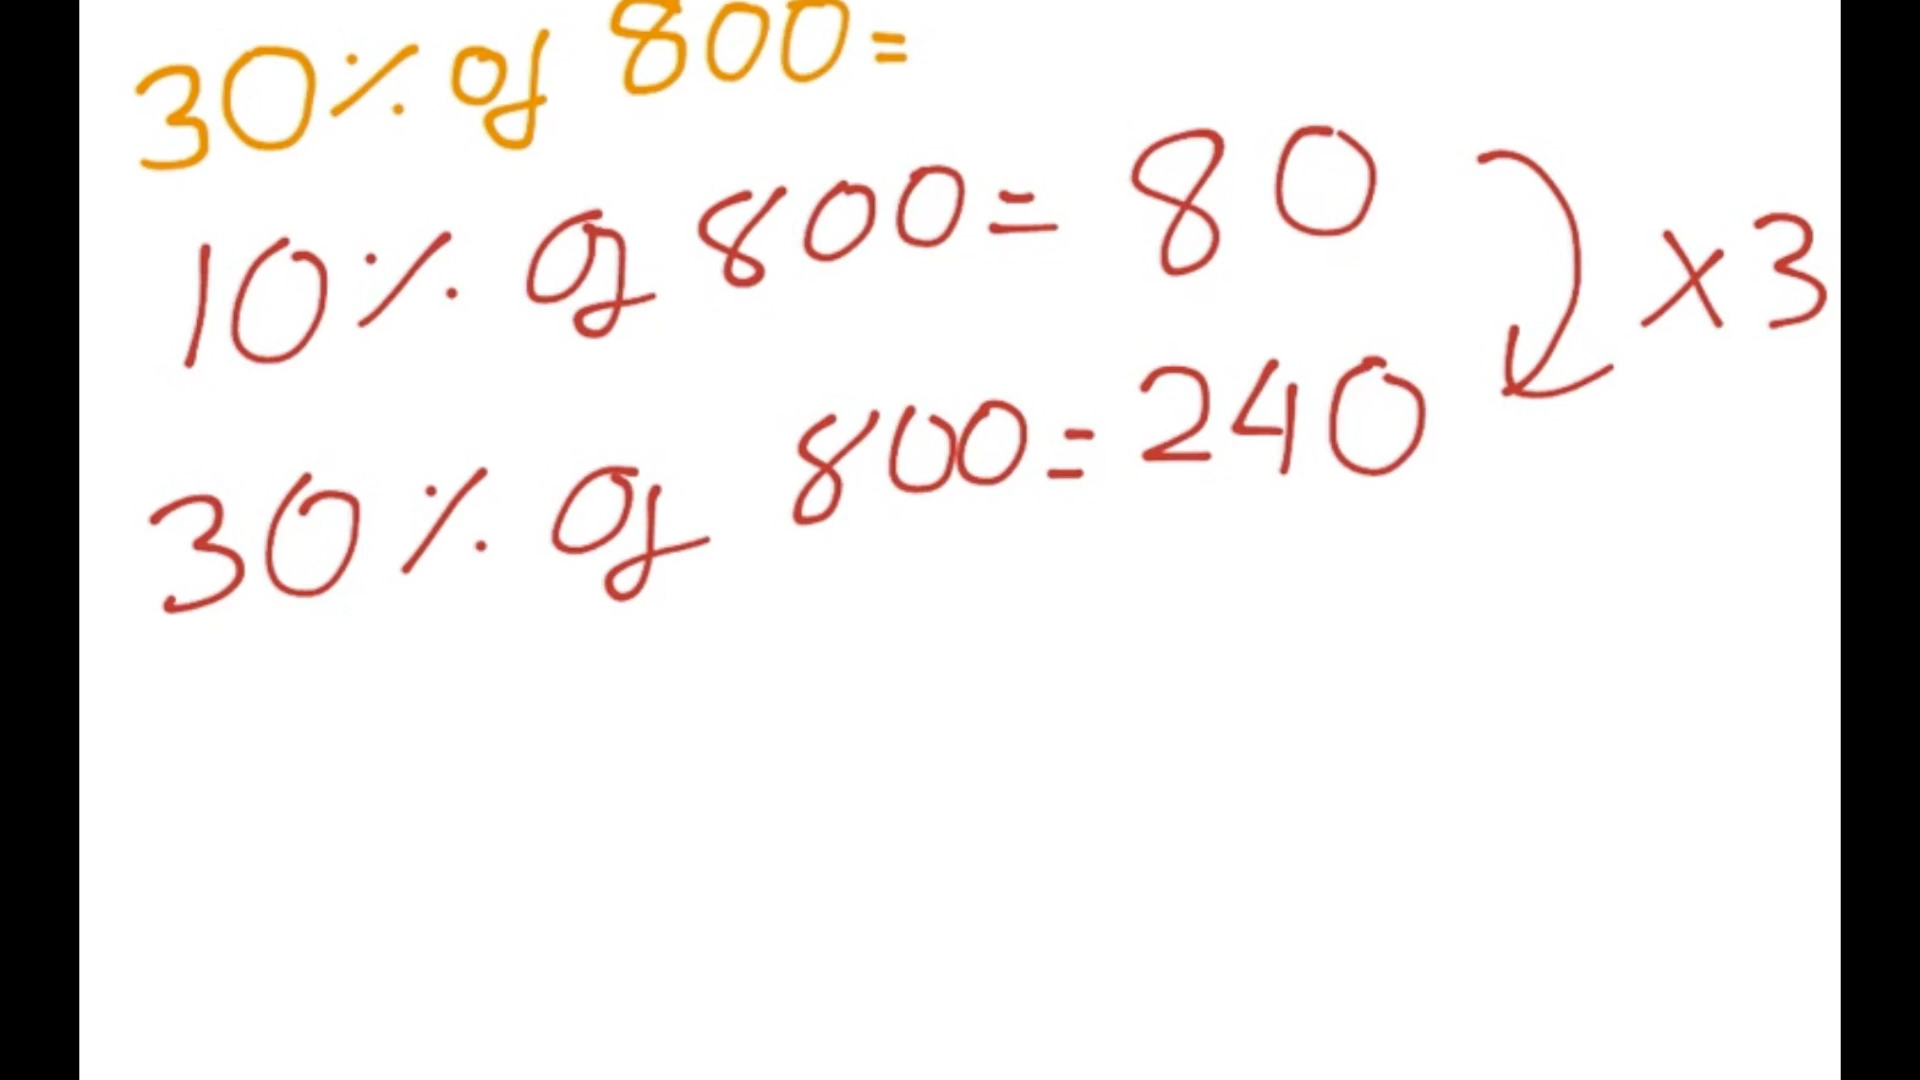 30% of 800=
10% of 800= 80
×3
30% of 800= 240